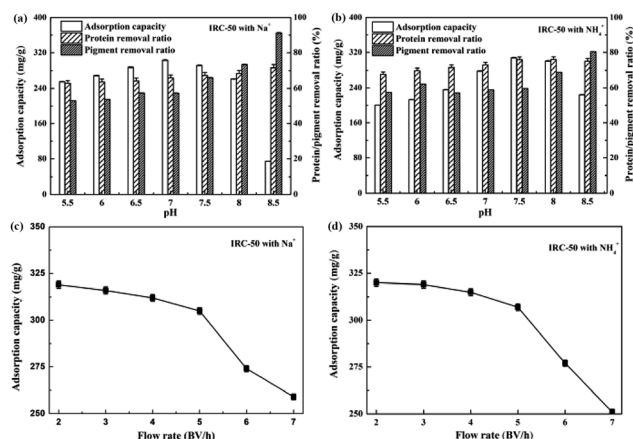 (a)
Adsorption capacity
Protein removal ratio
Pigment removal ratio
IRC-50 with Na+
400
320
240
160
80
0
100
80
60
40
20
0
5.5 6 6.5 7 7.5 8 8.5
pH
Adsorption capacity (mg/g)
Protein/pigment removal ratio (%)
(b)
Adsorption capacity
Protein removal ratio
Pigment removal ratio
IRC-50 with NH4+
400
320
240
160
80
0
100
80
60
40
20
0
5.5 6 6.5 7 7.5 8 8.5
pH
Adsorption capacity (mg/g)
Protein/pigment removal ratio (%)
(c)
IRC-50 with Na+
350
325
300
275
250
2 3 4 5 6 7
Flow rate (BV/h)
Adsorption capacity (mg/g)
(d)
IRC-50 with NH4+
350
325
300
275
250
2 3 4 5 6 7
Flow rate (BV/h)
Adsorption capacity (mg/g)